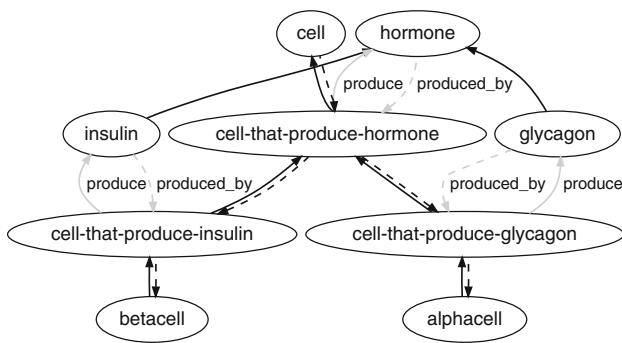 cell
hormone
produce
produced_by
insulin
cell-that-produce-hormone
glycagon
produce
produced_by
produced_by
produce
cell-that-produce-insulin
cell-that-produce-glycagon
betacell
alphacell